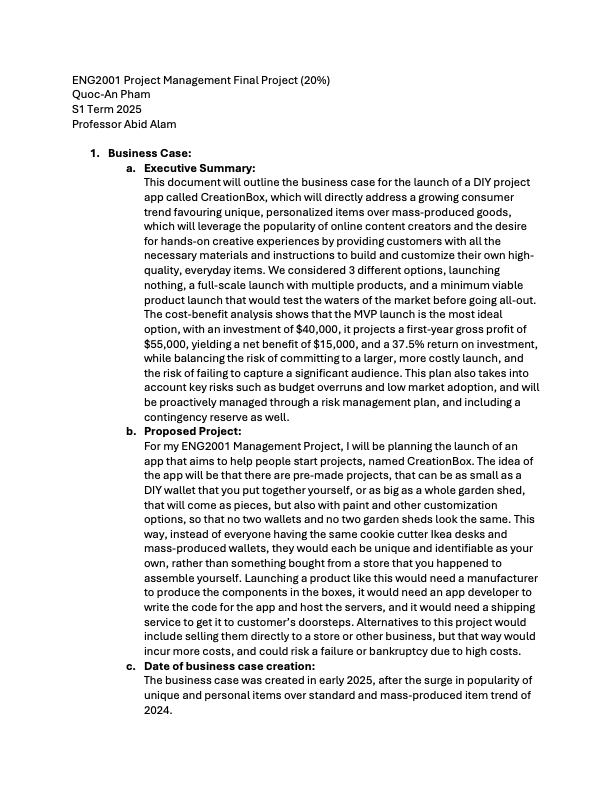 ENG2001 Project Management Final Project (20%)
Quoc-An Pham
S1 Term 2025
Professor Abid Alam
1. Business Case:
a. Executive Summary:
This document will outline the business case for the launch of a DIY project
app called CreationBox, which will directly address a growing consumer
trend favouring unique, personalized items over mass-produced goods,
which will leverage the popularity of online content creators and the desire
for hands-on creative experiences by providing customers with all the
necessary materials and instructions to build and customize their own high-
quality, everyday items. We considered 3 different options, launching
nothing, a full-scale launch with multiple products, and a minimum viable
product launch that would test the waters of the market before going all-out.
The cost-benefit analysis shows that the MVP launch is the most ideal
option, with an investment of $40,000, it projects a first-year gross profit of
$55,000, yielding a net benefit of $15,000, and a 37.5% return on investment,
while balancing the risk of committing to a larger, more costly launch, and
the risk of failing to capture a significant audience. This plan also takes into
account key risks such as budget overruns and low market adoption, and will
be proactively managed through a risk management plan, and including a
contingency reserve as well.
b. Proposed Project:
For my ENG2001 Management Project, I will be planning the launch of an
app that aims to help people start projects, named CreationBox. The idea of
the app will be that there are pre-made projects, that can be as small as a
DIY wallet that you put together yourself, or as big as a whole garden shed,
that will come as pieces, but also with paint and other customization
options, so that no two wallets and no two garden sheds look the same. This
way, instead of everyone having the same cookie cutter Ikea desks and
mass-produced wallets, they would each be unique and identifiable as your
own, rather than something bought from a store that you happened to
assemble yourself. Launching a product like this would need a manufacturer
to produce the components in the boxes, it would need an app developer to
write the code for the app and host the servers, and it would need a shipping
service to get it to customer's doorsteps. Alternatives to this project would
include selling them directly to a store or other business, but that way would
incur more costs, and could risk a failure or bankruptcy due to high costs.
c. Date of business case creation:
The business case was created in early 2025, after the surge in popularity of
unique and personal items over standard and mass-produced item trend of
2024.